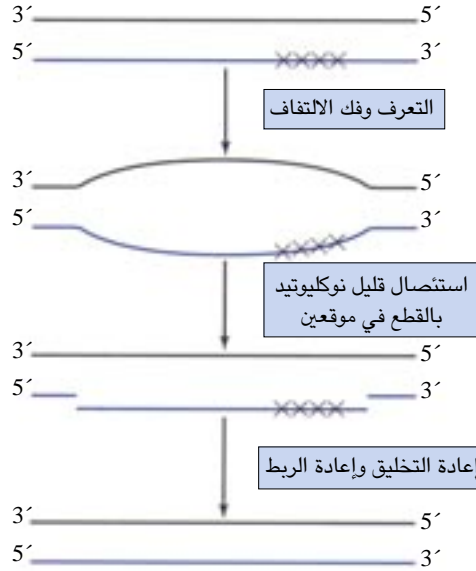 3´ 5´
5´ 3´
التعرف وفك الالتفاف
3´ 5´
5´ 3´
استئصال قليل نوكليوتيد
بالقطع في موقعين
3´ 5´
5´ 3´
إعادة التخليق وإعادة الربط
3´ 5´
5´ 3´